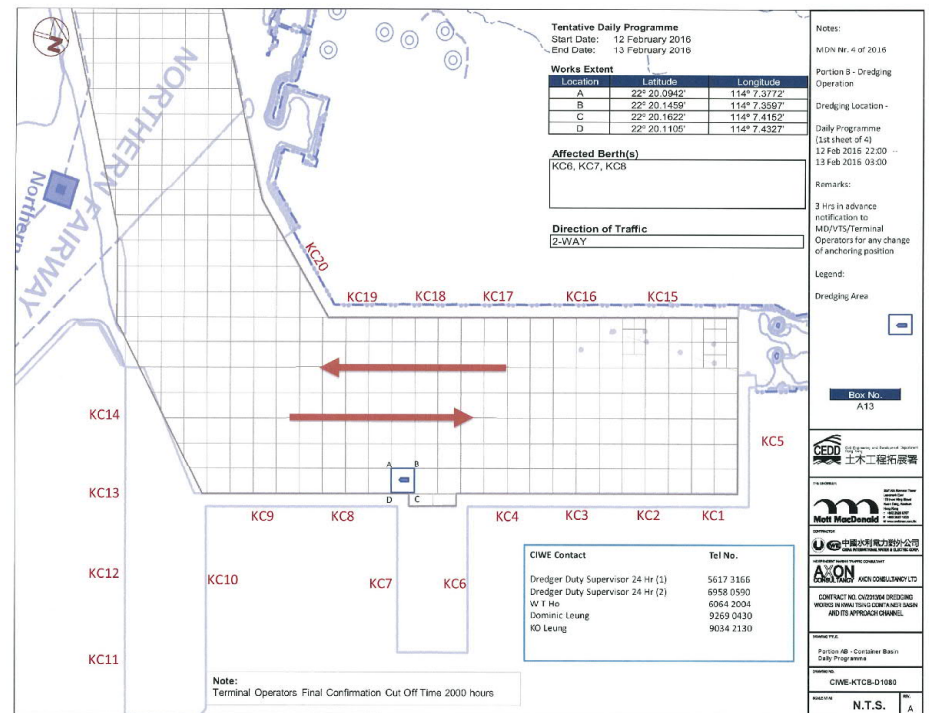 N
NORTHERN FAIRWAY
Northern
Tentative Daily Programme
Start Date: 12 February 2016
End Date: 13 February 2016
Works Extent
Location Latitude Longitude
A 22° 20.0942' 114° 7.3772'
B 22° 20.1459' 114° 7.3597'
C 22° 20.1622' 114° 7.4152'
D 22° 20.1105' 114° 7.4327'
Affected Berth(s)
KC6, KC7, KC8
Direction of Traffic
2-WAY
KC20
KC19 KC18 KC17 KC16 KC15
KC14
KC5
A B
D C
KC13
KC9 KC8 KC4 KC3 KC2 KC1
KC12
KC10
KC7 KC6
KC11
CIWE Contact Tel No.
Dredger Duty Supervisor 24 Hr (1) 5617 3166
Dredger Duty Supervisor 24 Hr (2) 6958 0590
W T Ho 6064 2004
Dominic Leung 9269 0430
KO Leung 9034 2130
Note:
Terminal Operators Final Confirmation Cut Off Time 2000 hours
Notes:
MDN Nr. 4 of 2016
Portion B - Dredging
Operation
Dredging Location -
Daily Programme
(1st sheet of 4)
12 Feb 2016 22:00 --
13 Feb 2016 03:00
Remarks:
3 Hrs in advance
notification to
MD/VTS/Terminal
Operators for any change
of anchoring position
Legend:
Dredging Area
Box No.
A13
CEDD
土木工程拓展署
Mott MacDonald
中國水利電力對外公司
CHINA INTERNATIONAL WATER & ELECTRIC CORP.
AXON
CONSULTANCY AXON CONSULTANCY LTD
CONTRACT NO. CV/2013/04 DREDGING
WORKS IN KWAI TSING CONTAINER BASIN
AND ITS APPROACH CHANNEL
Portion AB - Container Basin
Daily Programme
CIWE-KTCB-D1080
N.T.S.
A